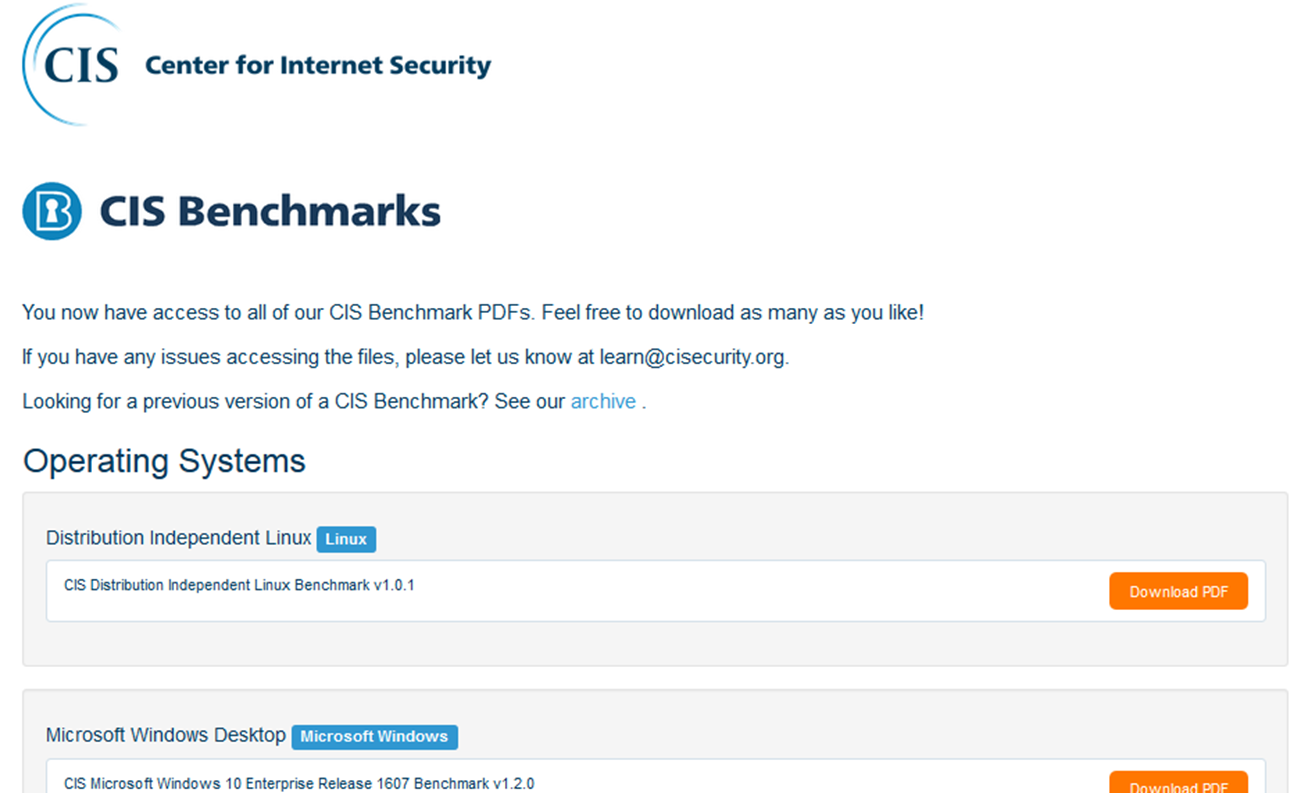 CIS Center for Internet Security
CIS Benchmarks
You now have access to all of our CIS Benchmark PDFs. Feel free to download as many as you like!
If you have any issues accessing the files, please let us know at learn@cisecurity.org.
Looking for a previous version of a CIS Benchmark? See our archive .
Operating Systems
Distribution Independent Linux Linux
CIS Distribution Independent Linux Benchmark v1.0.1 Download PDF
Microsoft Windows Desktop Microsoft Windows
CIS Microsoft Windows 10 Enterprise Release 1607 Benchmark v1.2.0 Download PDF